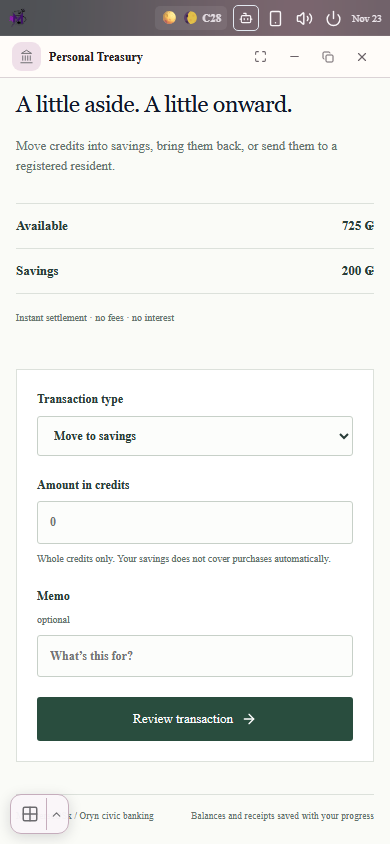 C28
Nov 23
Personal Treasury
A little aside. A little onward.
Move credits into savings, bring them back, or send them to a
registered resident.
Available 725 ₲
Savings 200 ₲
Instant settlement · no fees · no interest
Transaction type
Move to savings
Amount in credits
0
Whole credits only. Your savings does not cover purchases automatically.
Memo
optional
What's this for?
Review transaction →
/ Oryn civic banking
Balances and receipts saved with your progress